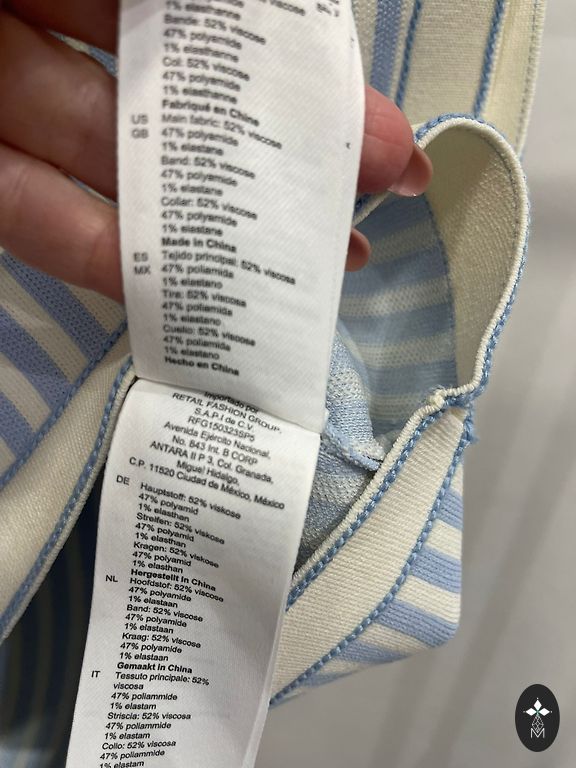 1% elasthanne
Bande: 52% viscose
47% polyamide
1% elasthanne
Col: 52% viscose
47% polyamide
1% elasthanne
Fabriqué en China
US Main fabric: 52% viscose
GB 47% polyamide
1% elastane
Band: 52% viscose
47% polyamide
1% elastane
Collar: 52% viscose
47% polyamide
1% elastane
Made in China
ES Tejido principal: 52% viscosa
MX 47% poliamida
1% elastano
Tira: 52% viscosa
47% poliamida
1% elastano
Cuello: 52% viscosa
47% poliamida
1% elastano
Hecho en China
Importado por
RETAIL FASHION GROUP,
S.A.P.I de C.V.
RFG150323SP5
Avenida Ejército Nacional,
No. 843 Int. B CORP
ANTARA II P 3, Col. Granada,
Miguel Hidalgo,
C.P. 11520 Ciudad de México, México
DE Hauptstoff: 52% viskose
47% polyamid
1% elasthan
Streifen: 52% viskose
47% polyamid
1% elasthan
Kragen: 52% viskose
47% polyamid
1% elasthan
Hergestellt in China
NL Hoofdstof: 52% viscose
47% polyamide
1% elastaan
Band: 52% viscose
47% polyamide
1% elastaan
Kraag: 52% viscose
47% polyamide
1% elastaan
Gemaakt in China
IT Tessuto principale: 52%
viscosa
47% poliammide
1% elastam
Striscia: 52% viscosa
47% poliammide
1% elastam
Collo: 52% viscosa
47% poliammide
1% elastam
M